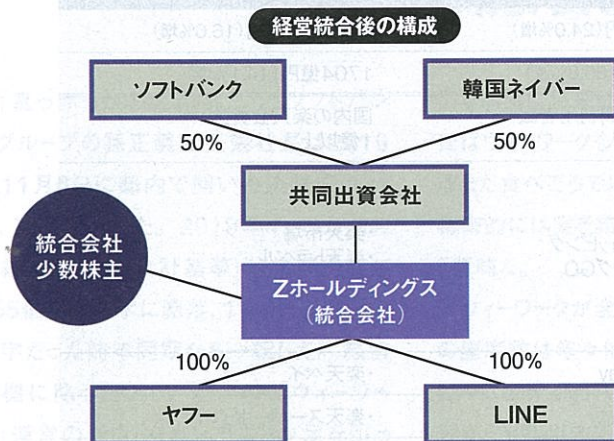 経営統合後の構成
ソフトバンク
韓国ネイバー
50%
50%
共同出資会社
統合会社
少数株主
Zホールディングス
(統合会社)
100%
100%
ヤフー
LINE